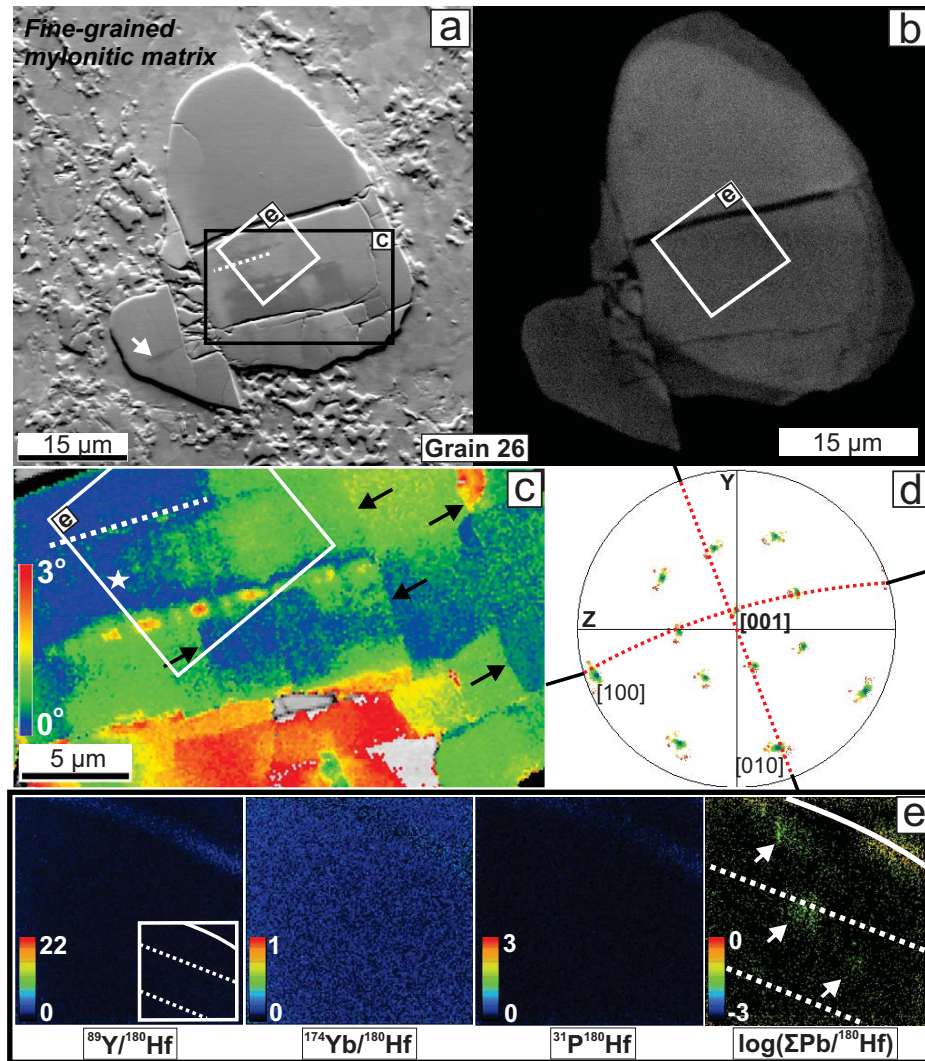 Fine-grained
mylonitic matrix
a
e
c
15 µm
Grain 26
b
e
15 µm
c
e
3°
0°
5 µm
d
Y
Z
[001]
[100]
[010]
e
22
0
89Y/180Hf
1
0
174Yb/180Hf
3
0
31P180Hf
0
-3
log(ΣPb/180Hf)